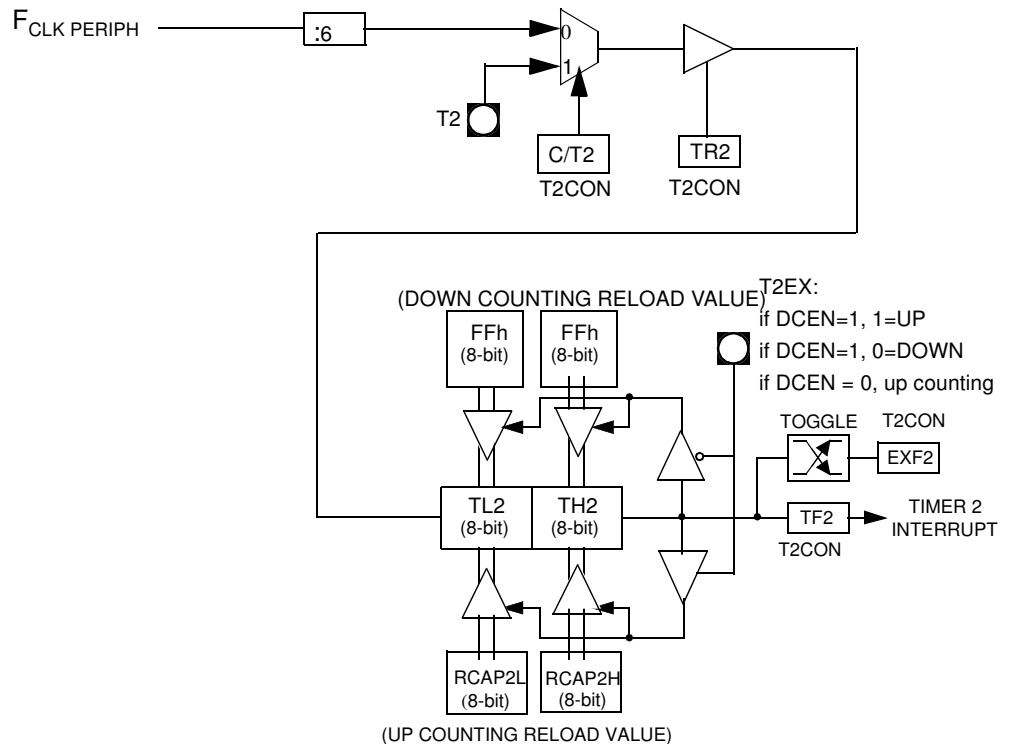 FCLK PERIPH
:6
0
1
T2
C/T2
TR2
T2CON
T2CON
T2EX:
(DOWN COUNTING RELOAD VALUE)
if DCEN=1, 1=UP
FFh
(8-bit)
FFh
(8-bit)
if DCEN=1, 0=DOWN
if DCEN = 0, up counting
TOGGLE
T2CON
EXF2
TL2
(8-bit)
TH2
(8-bit)
TF2
TIMER 2
INTERRUPT
T2CON
RCAP2L
(8-bit)
RCAP2H
(8-bit)
(UP COUNTING RELOAD VALUE)